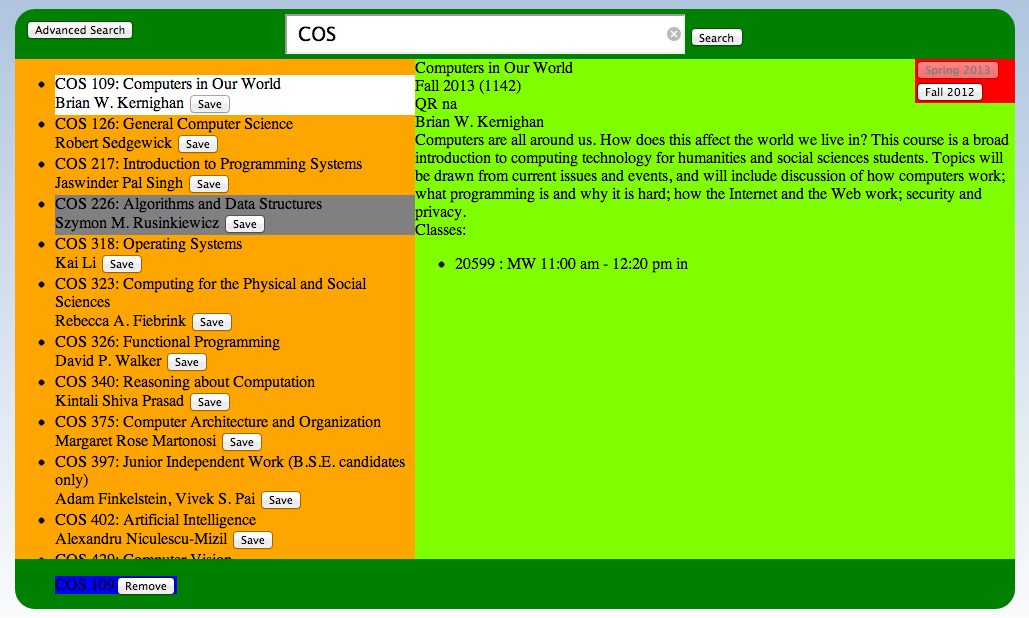 Advanced Search
COS
Search
COS 109: Computers in Our World
Brian W. Kernighan Save
COS 126: General Computer Science
Robert Sedgewick Save
COS 217: Introduction to Programming Systems
Jaswinder Pal Singh Save
COS 226: Algorithms and Data Structures
Szymon M. Rusinkiewicz Save
COS 318: Operating Systems
Kai Li Save
COS 323: Computing for the Physical and Social
Sciences
Rebecca A. Fiebrink Save
COS 326: Functional Programming
David P. Walker Save
COS 340: Reasoning about Computation
Kintali Shiva Prasad Save
COS 375: Computer Architecture and Organization
Margaret Rose Martonosi Save
COS 397: Junior Independent Work (B.S.E. candidates
only)
Adam Finkelstein, Vivek S. Pai Save
COS 402: Artificial Intelligence
Alexandru Niculescu-Mizil Save
COS 429: Computer Vision
Computers in Our World
Fall 2013 (1142)
QR na
Brian W. Kernighan
Computers are all around us. How does this affect the world we live in? This course is a broad
introduction to computing technology for humanities and social sciences students. Topics will
be drawn from current issues and events, and will include discussion of how computers work;
what programming is and why it is hard; how the Internet and the Web work; security and
privacy.
Classes:
20599 : MW 11:00 am - 12:20 pm in
Spring 2013
Fall 2012
COS 109 Remove